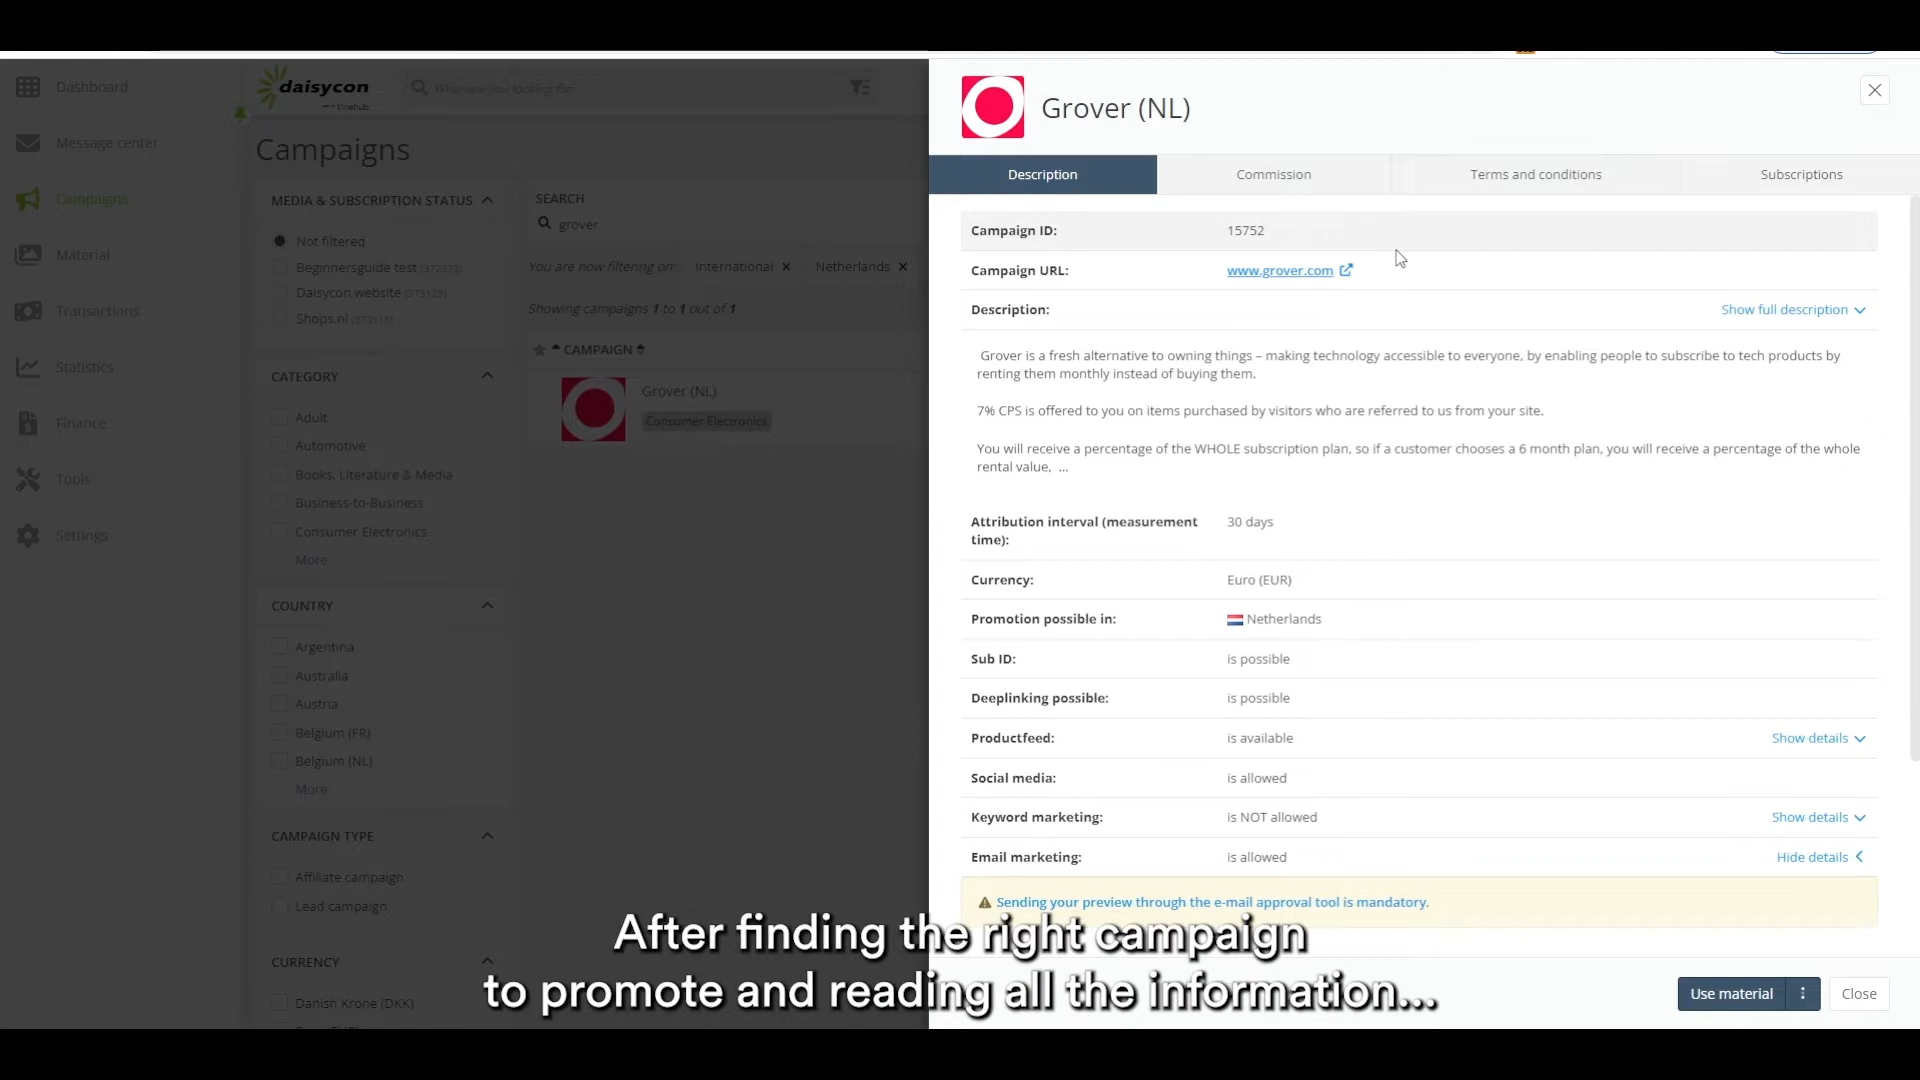 Dashboard
Message center
Campaigns
Material
Transactions
Statistics
Finance
Tools
Settings
daisycon
What are you looking for?
Campaigns
MEDIA & SUBSCRIPTION STATUS
Not filtered
Beginnersguide test (372373)
Daisycon website
Shops.nl
CATEGORY
Adult
Automotive
Books, Literature & Media
Business-to-Business
Consumer Electronics
More
COUNTRY
Argentina
Australia
Austria
Belgium (FR)
Belgium (NL)
More
CAMPAIGN TYPE
Affiliate campaign
Lead campaign
CURRENCY
Danish Krone (DKK)
SEARCH
grover
You are now filtering on: International Netherlands
Showing campaigns 1 to 1 out of 1
CAMPAIGN
Grover (NL)
Consumer Electronics
Grover (NL)
Description Commission Terms and conditions Subscriptions
Campaign ID: 15752
Campaign URL: www.grover.com
Description: Show full description
Grover is a fresh alternative to owning things – making technology accessible to everyone, by enabling people to subscribe to tech products by
renting them monthly instead of buying them.
7% CPS is offered to you on items purchased by visitors who are referred to us from your site.
You will receive a percentage of the WHOLE subscription plan, so if a customer chooses a 6 month plan, you will receive a percentage of the whole
rental value, ...
Attribution interval (measurement 30 days
time):
Currency: Euro (EUR)
Promotion possible in: Netherlands
Sub ID: is possible
Deeplinking possible: is possible
Productfeed: is available Show details
Social media: is allowed
Keyword marketing: is NOT allowed Show details
Email marketing: is allowed Hide details
Sending your preview through the e-mail approval tool is mandatory.
Use material Close
After finding the right campaign
to promote and reading all the information...